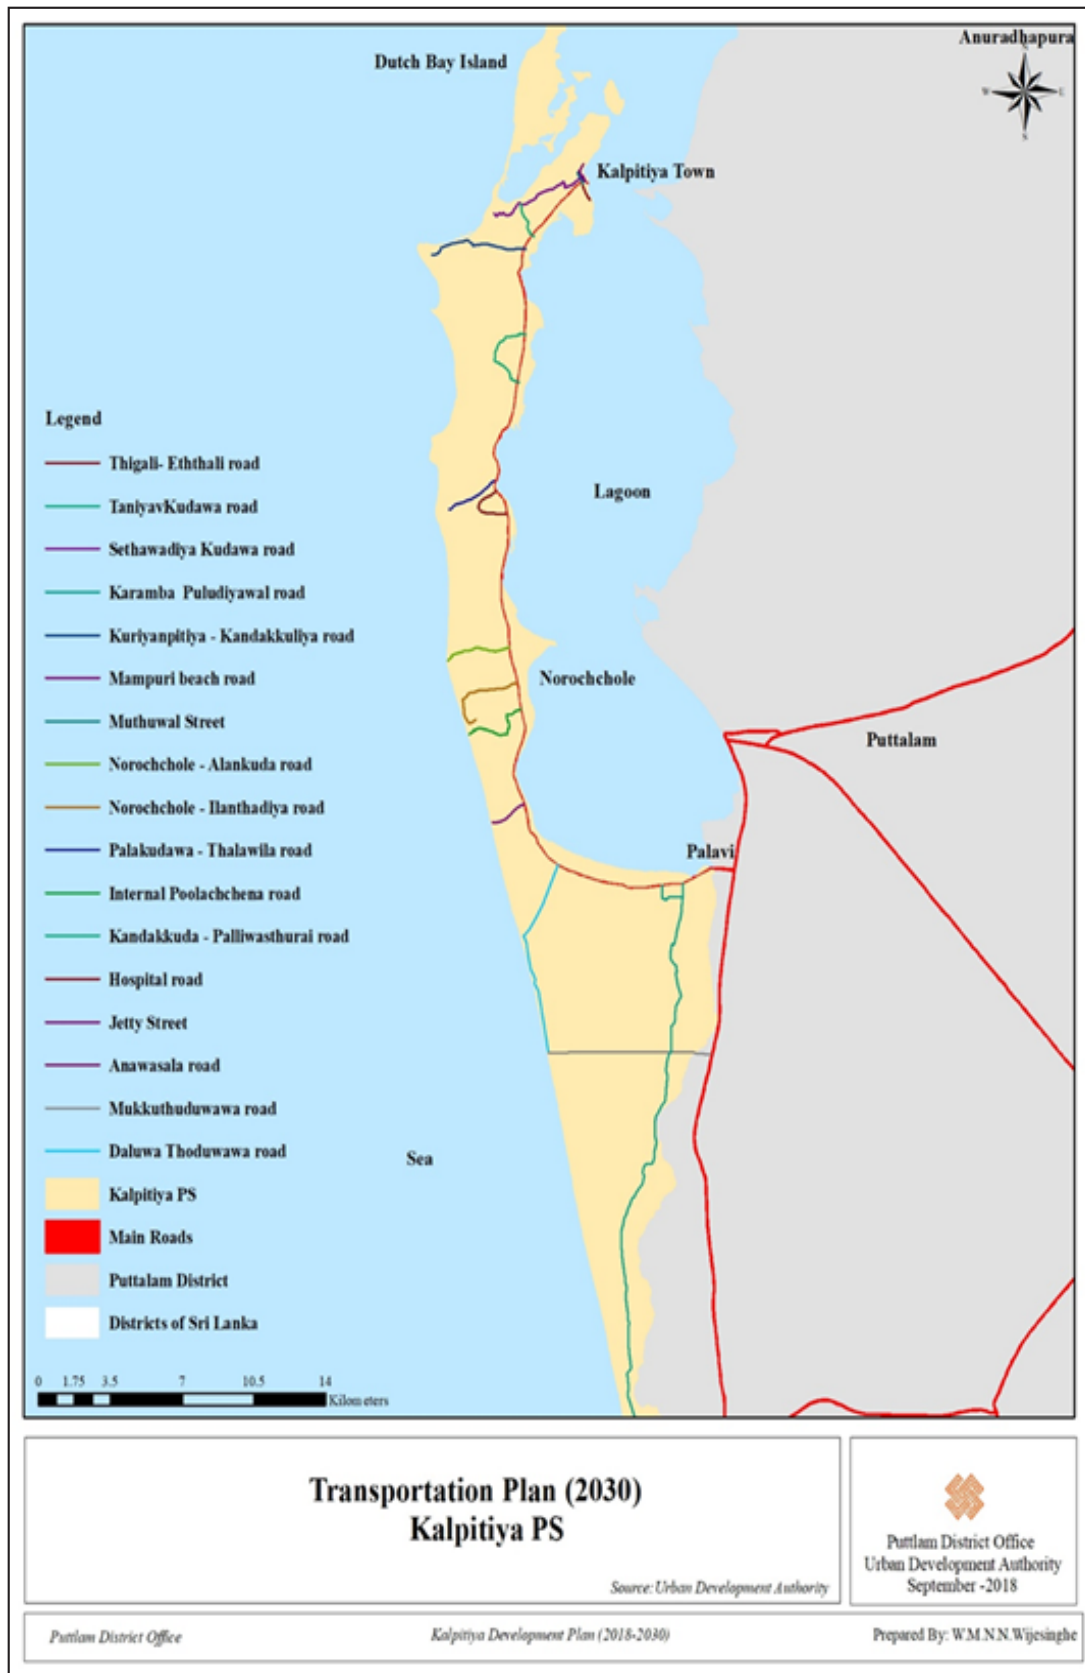 Anuradhapura
Dutch Bay Island
N
W E
S
Kalpitiya Town
Legend
Thigali- Eththali road
TaniyavKudawa road
Sethawadiya Kudawa road
Karamba Puludiyawal road
Kuriyanpitiya - Kandakkuliya road
Mampuri beach road
Muthuwal Street
Norochchole - Alankuda road
Norochchole - Ilanthadiya road
Palakudawa - Thalawila road
Internal Poolachchena road
Kandakkuda - Palliwasthurai road
Hospital road
Jetty Street
Anawasala road
Mukkuthuduwawa road
Daluwa Thoduwawa road
Kalpitiya PS
Main Roads
Puttalam District
Districts of Sri Lanka
Lagoon
Norochchole
Puttalam
Palavi
Sea
0 1.75 3.5 7 10.5 14
Kilometers
Transportation Plan (2030)
Kalpitiya PS
Source: Urban Development Authority
Puttlam District Office
Urban Development Authority
September -2018
Puttlam District Office
Kalpitiya Development Plan (2018-2030)
Prepared By: W.M.N.N.Wijesinghe